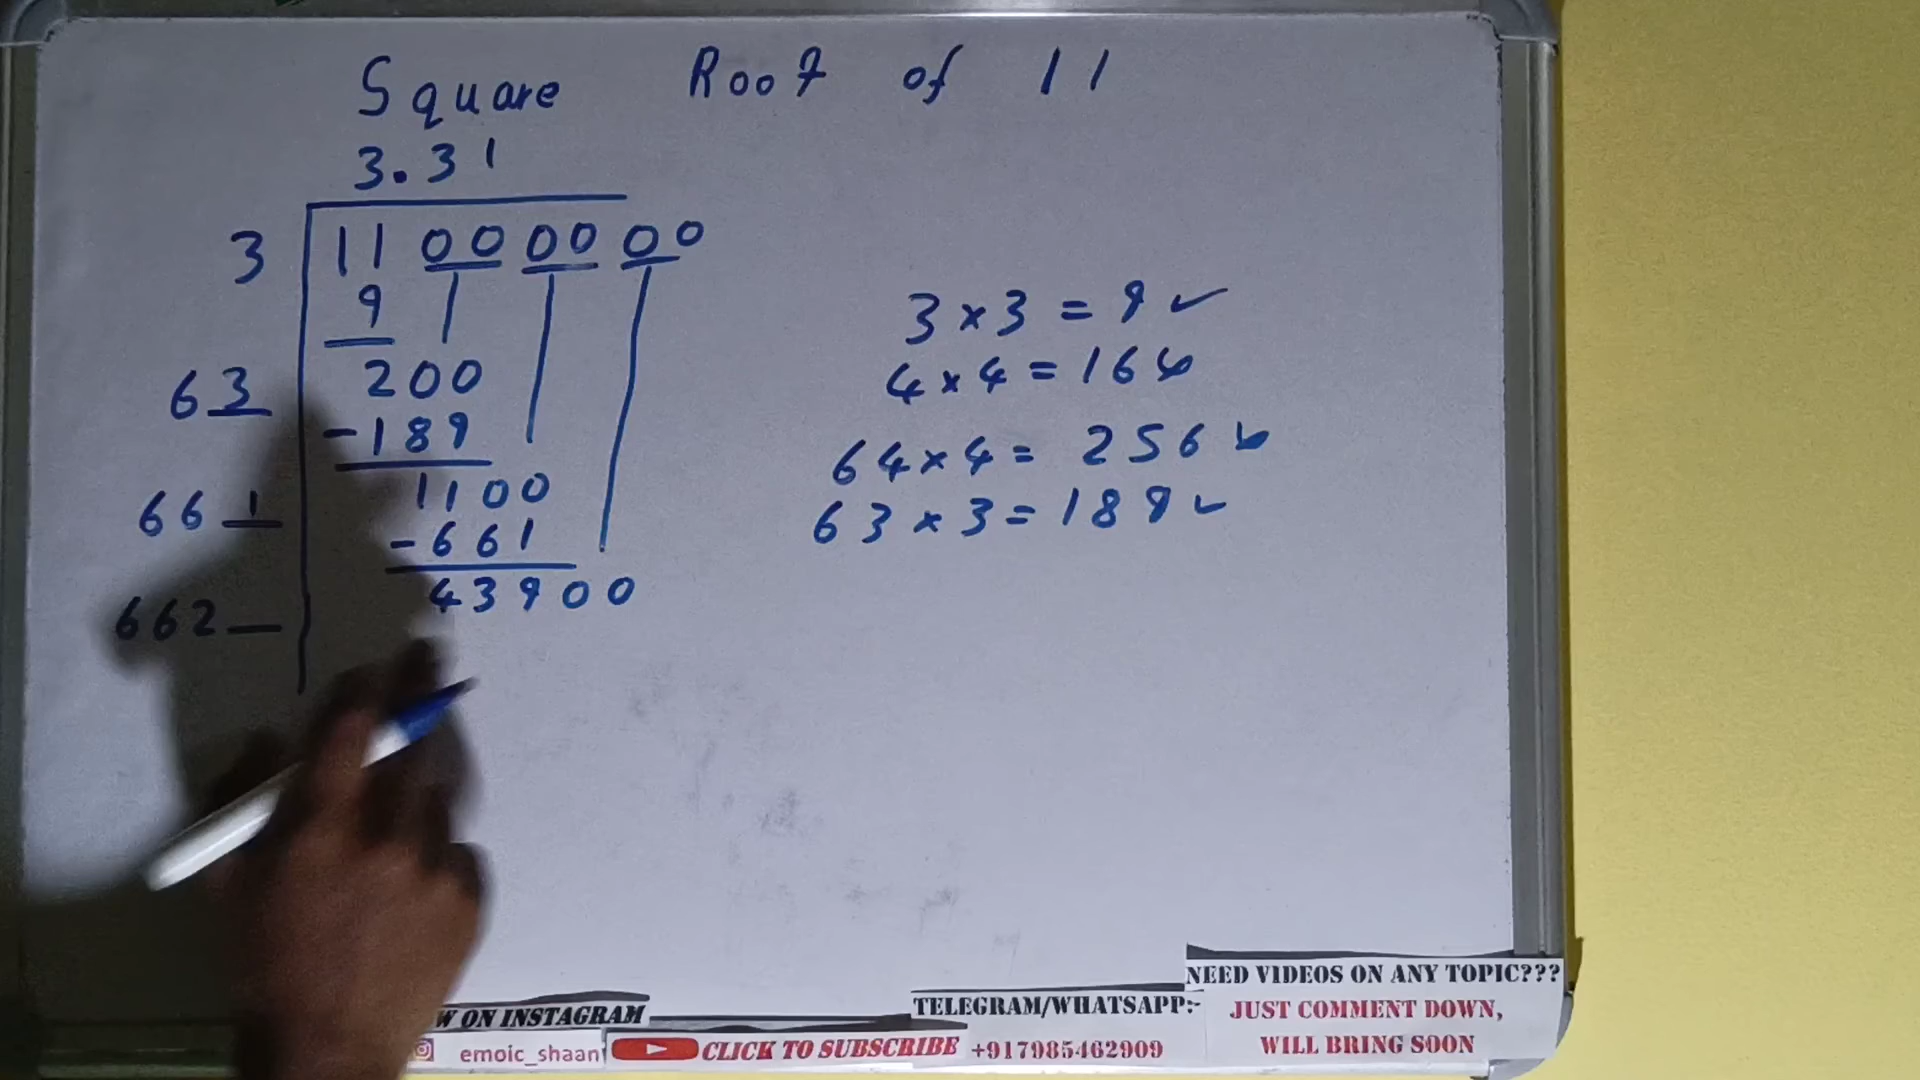 Square Root of 11
3.31
3 11 00 00 00
9
200
63
-189
1100
661
-661
43900
662_
3 × 3 = 9 ✓
4 × 4 = 16
64 × 4 = 256
63 × 3 = 189 ✓
NEED VIDEOS ON ANY TOPIC???
JUST COMMENT DOWN,
WILL BRING SOON
TELEGRAM/WHATSAPP:-
+917985462909
W ON INSTAGRAM
emoic_shaan
CLICK TO SUBSCRIBE